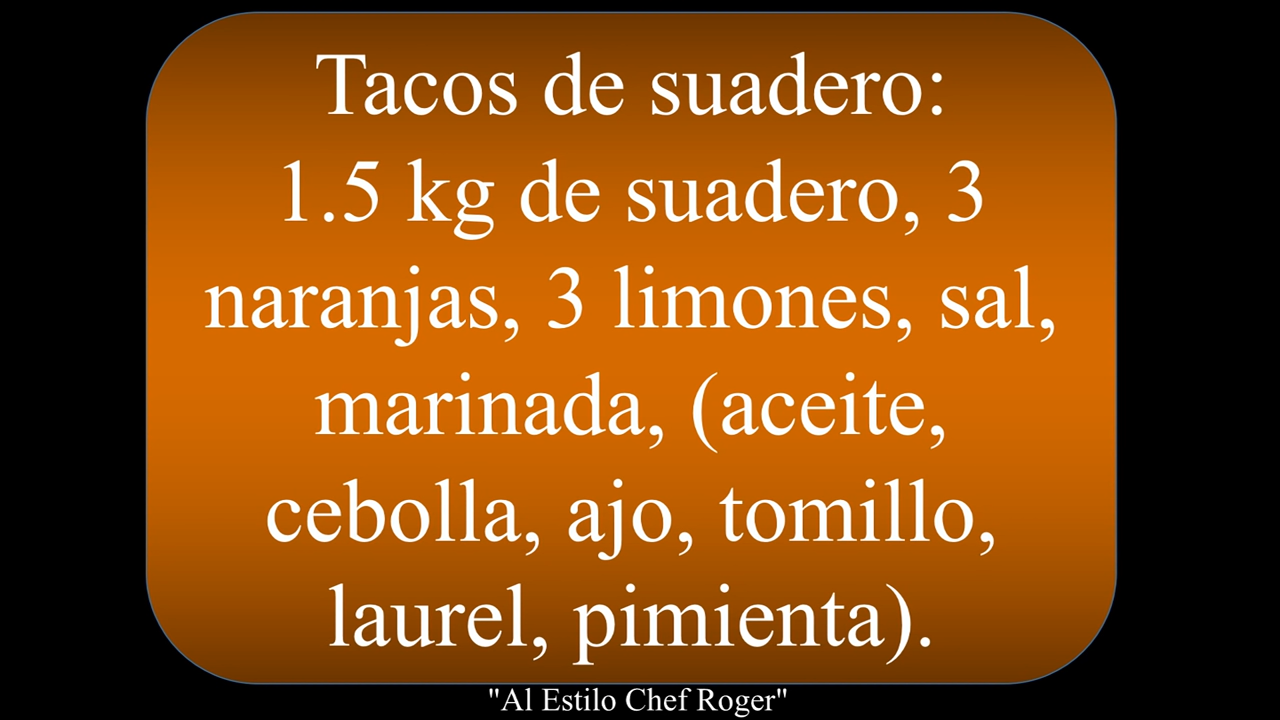 Tacos de suadero:
1.5 kg de suadero, 3
naranjas, 3 limones, sal,
marinada, (aceite,
cebolla, ajo, tomillo,
laurel, pimienta).
"Al Estilo Chef Roger"